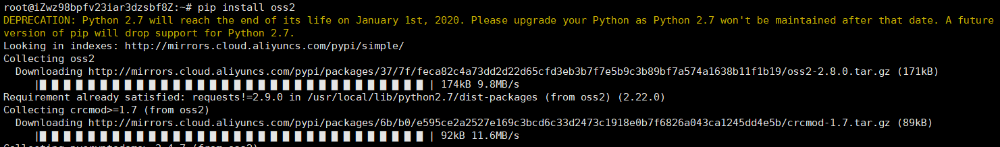 root@iZwz98bpfv23iar3dzsbf8Z:~# pip install oss2
DEPRECATION: Python 2.7 will reach the end of its life on January 1st, 2020. Please upgrade your Python as Python 2.7 won't be maintained after that date. A future
version of pip will drop support for Python 2.7.
Looking in indexes: http://mirrors.cloud.aliyuncs.com/pypi/simple/
Collecting oss2
Downloading http://mirrors.cloud.aliyuncs.com/pypi/packages/37/7f/feca82c4a73dd2d22d65cfd3eb3b7f7e5b9c3b89bf7a574a1638b11f1b19/oss2-2.8.0.tar.gz (171kB)
|████████████████████████████████| 174kB 9.8MB/s
Requirement already satisfied: requests!=2.9.0 in /usr/local/lib/python2.7/dist-packages (from oss2) (2.22.0)
Collecting crcmod>=1.7 (from oss2)
Downloading http://mirrors.cloud.aliyuncs.com/pypi/packages/6b/b0/e595ce2a2527e169c3bcd6c33d2473c1918e0b7f6826a043ca1245dd4e5b/crcmod-1.7.tar.gz (89kB)
|████████████████████████████████| 92kB 11.6MB/s